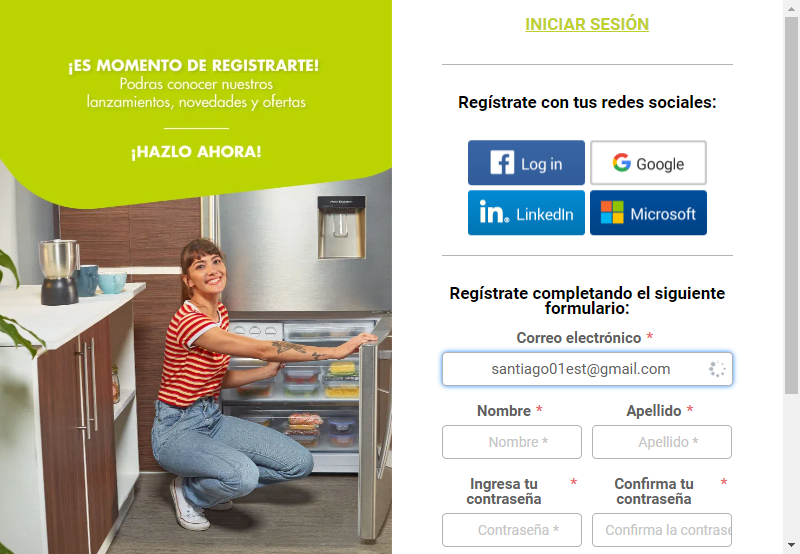 ¡ES MOMENTO DE REGISTRARTE!
Podras conocer nuestros
lanzamientos, novedades y ofertas
¡HAZLO AHORA!
INICIAR SESIÓN
Regístrate con tus redes sociales:
Log in
Google
LinkedIn
Microsoft
Regístrate completando el siguiente
formulario:
Correo electrónico *
santiago01est@gmail.com
Nombre *
Apellido *
Nombre *
Apellido *
Ingresa tu *
contraseña
Confirma tu *
contraseña
Contraseña *
Confirma la contrase